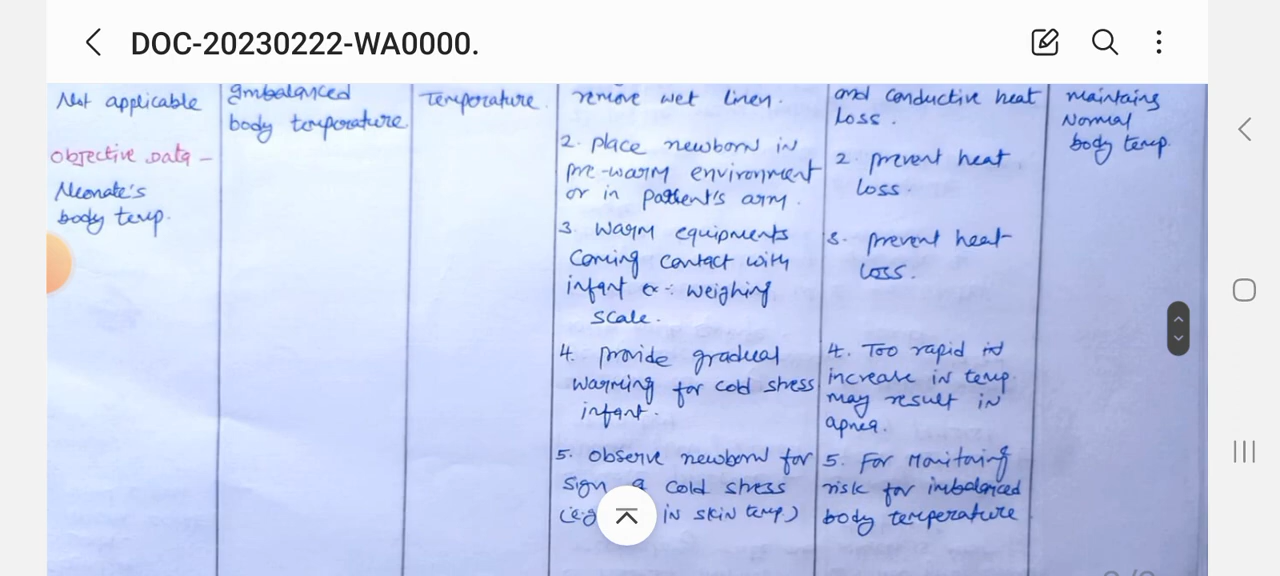 DOC-20230222-WA0000.
Not applicable
Objective Data -
Neonate's
body temp.
Imbalanced
body temperature
Temperature.
remove wet linen.
2. place newborn in
pre-warm environment
or in patient's arm.
3. warm equipments
coming contact with
infant ex:- weighing
scale.
4. provide gradual
warming for cold stress
infant.
5. observe newborn for
sign cold stress
(e.g in skin temp)
and conductive heat
loss.
2. prevent heat
loss.
3. prevent heat
loss.
4. Too rapid
increase in temp.
may result in
apnea.
5. For Monitoring
risk for imbalanced
body temperature
maintains
Normal
body temp.